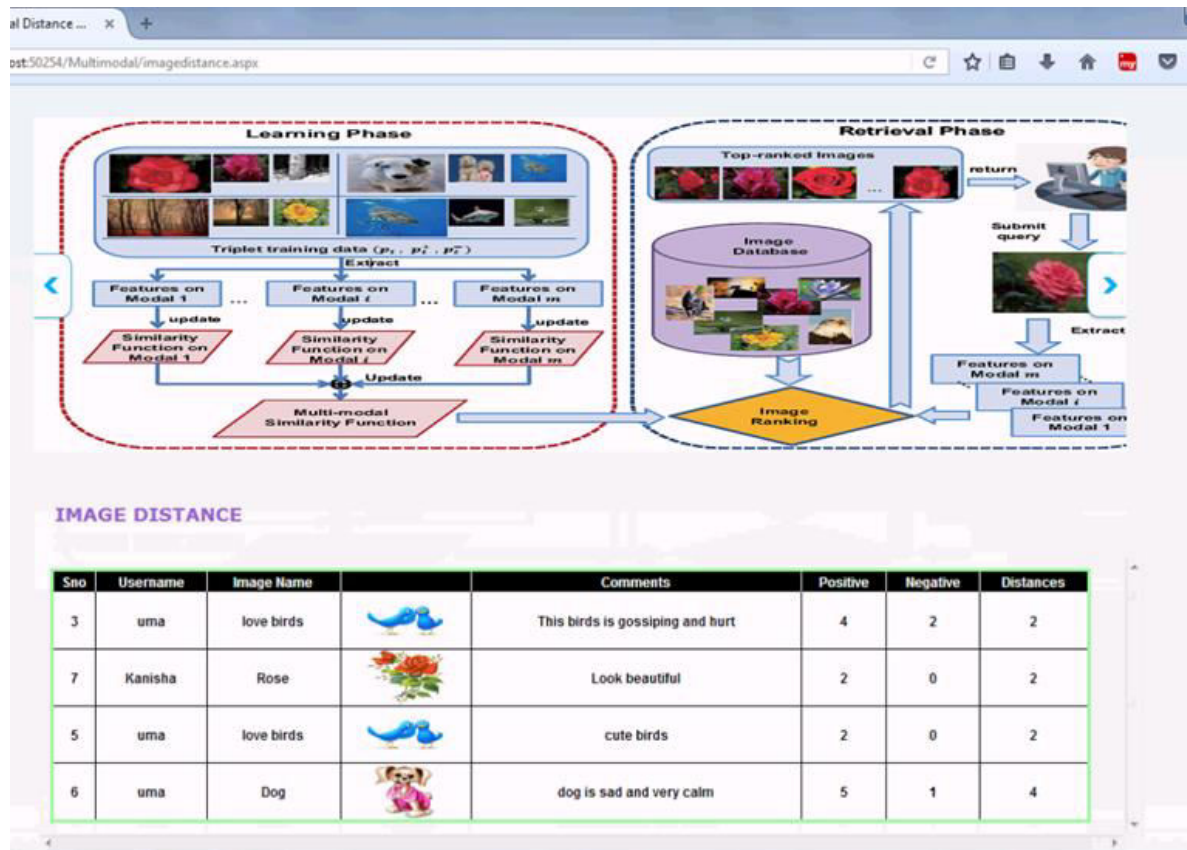 al Distance ... × +
ost:50254/Multimodal/imagedistance.aspx
my
Learning Phase
Triplet training data (pₜ, pₜ⁺, pₜ⁻)
Extract
Features on
Modal 1
...
Features on
Modal i
...
Features on
Modal m
update
update
update
Similarity
Function on
Modal 1
Similarity
Function on
Modal i
Similarity
Function on
Modal m
Update
Multi-modal
Similarity Function
Retrieval Phase
Top-ranked Images
...
return
Submit
query
Image
Database
Extract
Features on
Modal m
Features on
Modal i
Features on
Modal 1
Image
Ranking
IMAGE DISTANCE
Sno Username Image Name Comments Positive Negative Distances
3 uma love birds This birds is gossiping and hurt 4 2 2
7 Kanisha Rose Look beautiful 2 0 2
5 uma love birds cute birds 2 0 2
6 uma Dog dog is sad and very calm 5 1 4